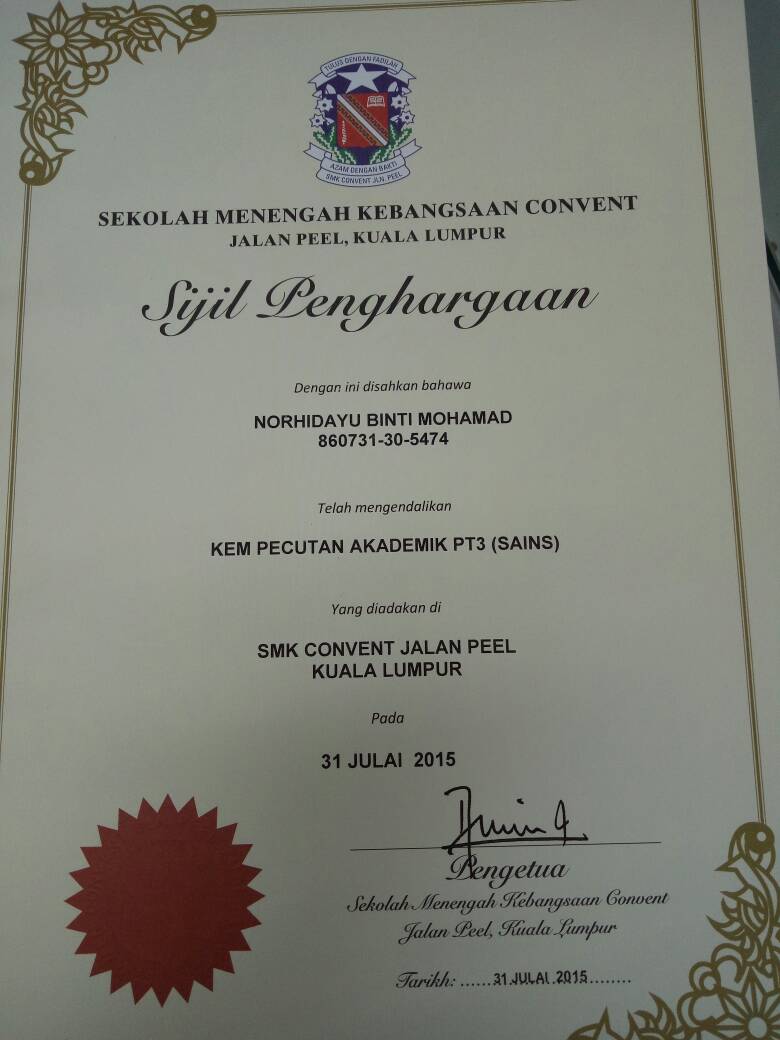 TULUS DENGAN FADILAH
AZAM DENGAN BAKTI
SMK CONVENT JLN. PEEL
SEKOLAH MENENGAH KEBANGSAAN CONVENT
JALAN PEEL, KUALA LUMPUR
Sijil Penghargaan
Dengan ini disahkan bahawa
NORHIDAYU BINTI MOHAMAD
860731-30-5474
Telah mengendalikan
KEM PECUTAN AKADEMIK PT3 (SAINS)
Yang diadakan di
SMK CONVENT JALAN PEEL
KUALA LUMPUR
Pada
31 JULAI 2015
Pengetua
Sekolah Menengah Kebangsaan Convent
Jalan Peel, Kuala Lumpur
Tarikh: ......31 JULAI 2015........